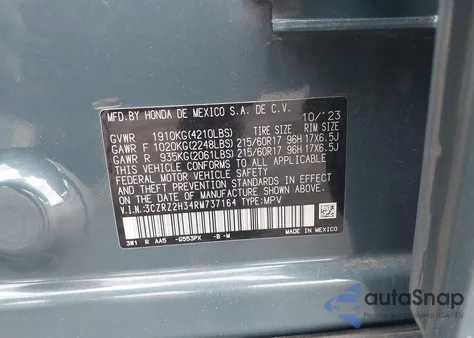 MFD.BY HONDA DE MEXICO S.A. DE C.V.
10/'23
GVWR 1910KG(4210LBS) TIRE SIZE RIM SIZE
GAWR F 1020KG(2248LBS) 215/60R17 96H 17X6.5J
GAWR R 935KG(2061LBS) 215/60R17 96H 17X6.5J
THIS VEHICLE CONFORMS TO ALL APPLICABLE
FEDERAL MOTOR VEHICLE SAFETY STANDARDS
IN EFFECT ON THE DATE OF MANUFACTURE SHOWN
ABOVE.
V.I.N.:3CZRZ2H34RM737164 TYPE:MPV
3W1 R AA5 -G553PX -B -M
MADE IN MEXICO
autoSnap